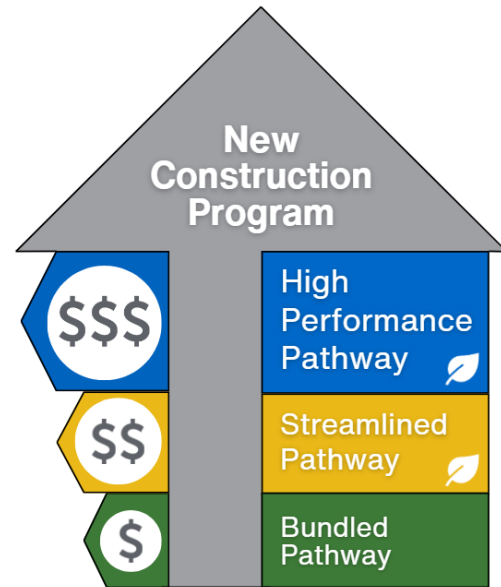 New
Construction
Program
$$$
High
Performance
Pathway
$$
Streamlined
Pathway
$
Bundled
Pathway